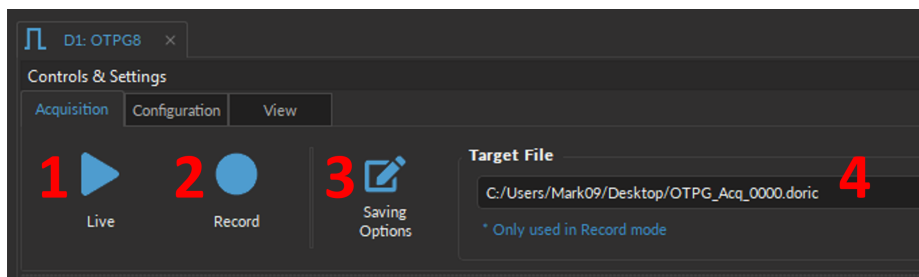 D1: OTPG8 ×
Controls & Settings
Acquisition Configuration View
1 2 3 4
Live Record Saving
Options
Target File
C:/Users/Mark09/Desktop/OTPG_Acq_0000.doric
* Only used in Record mode